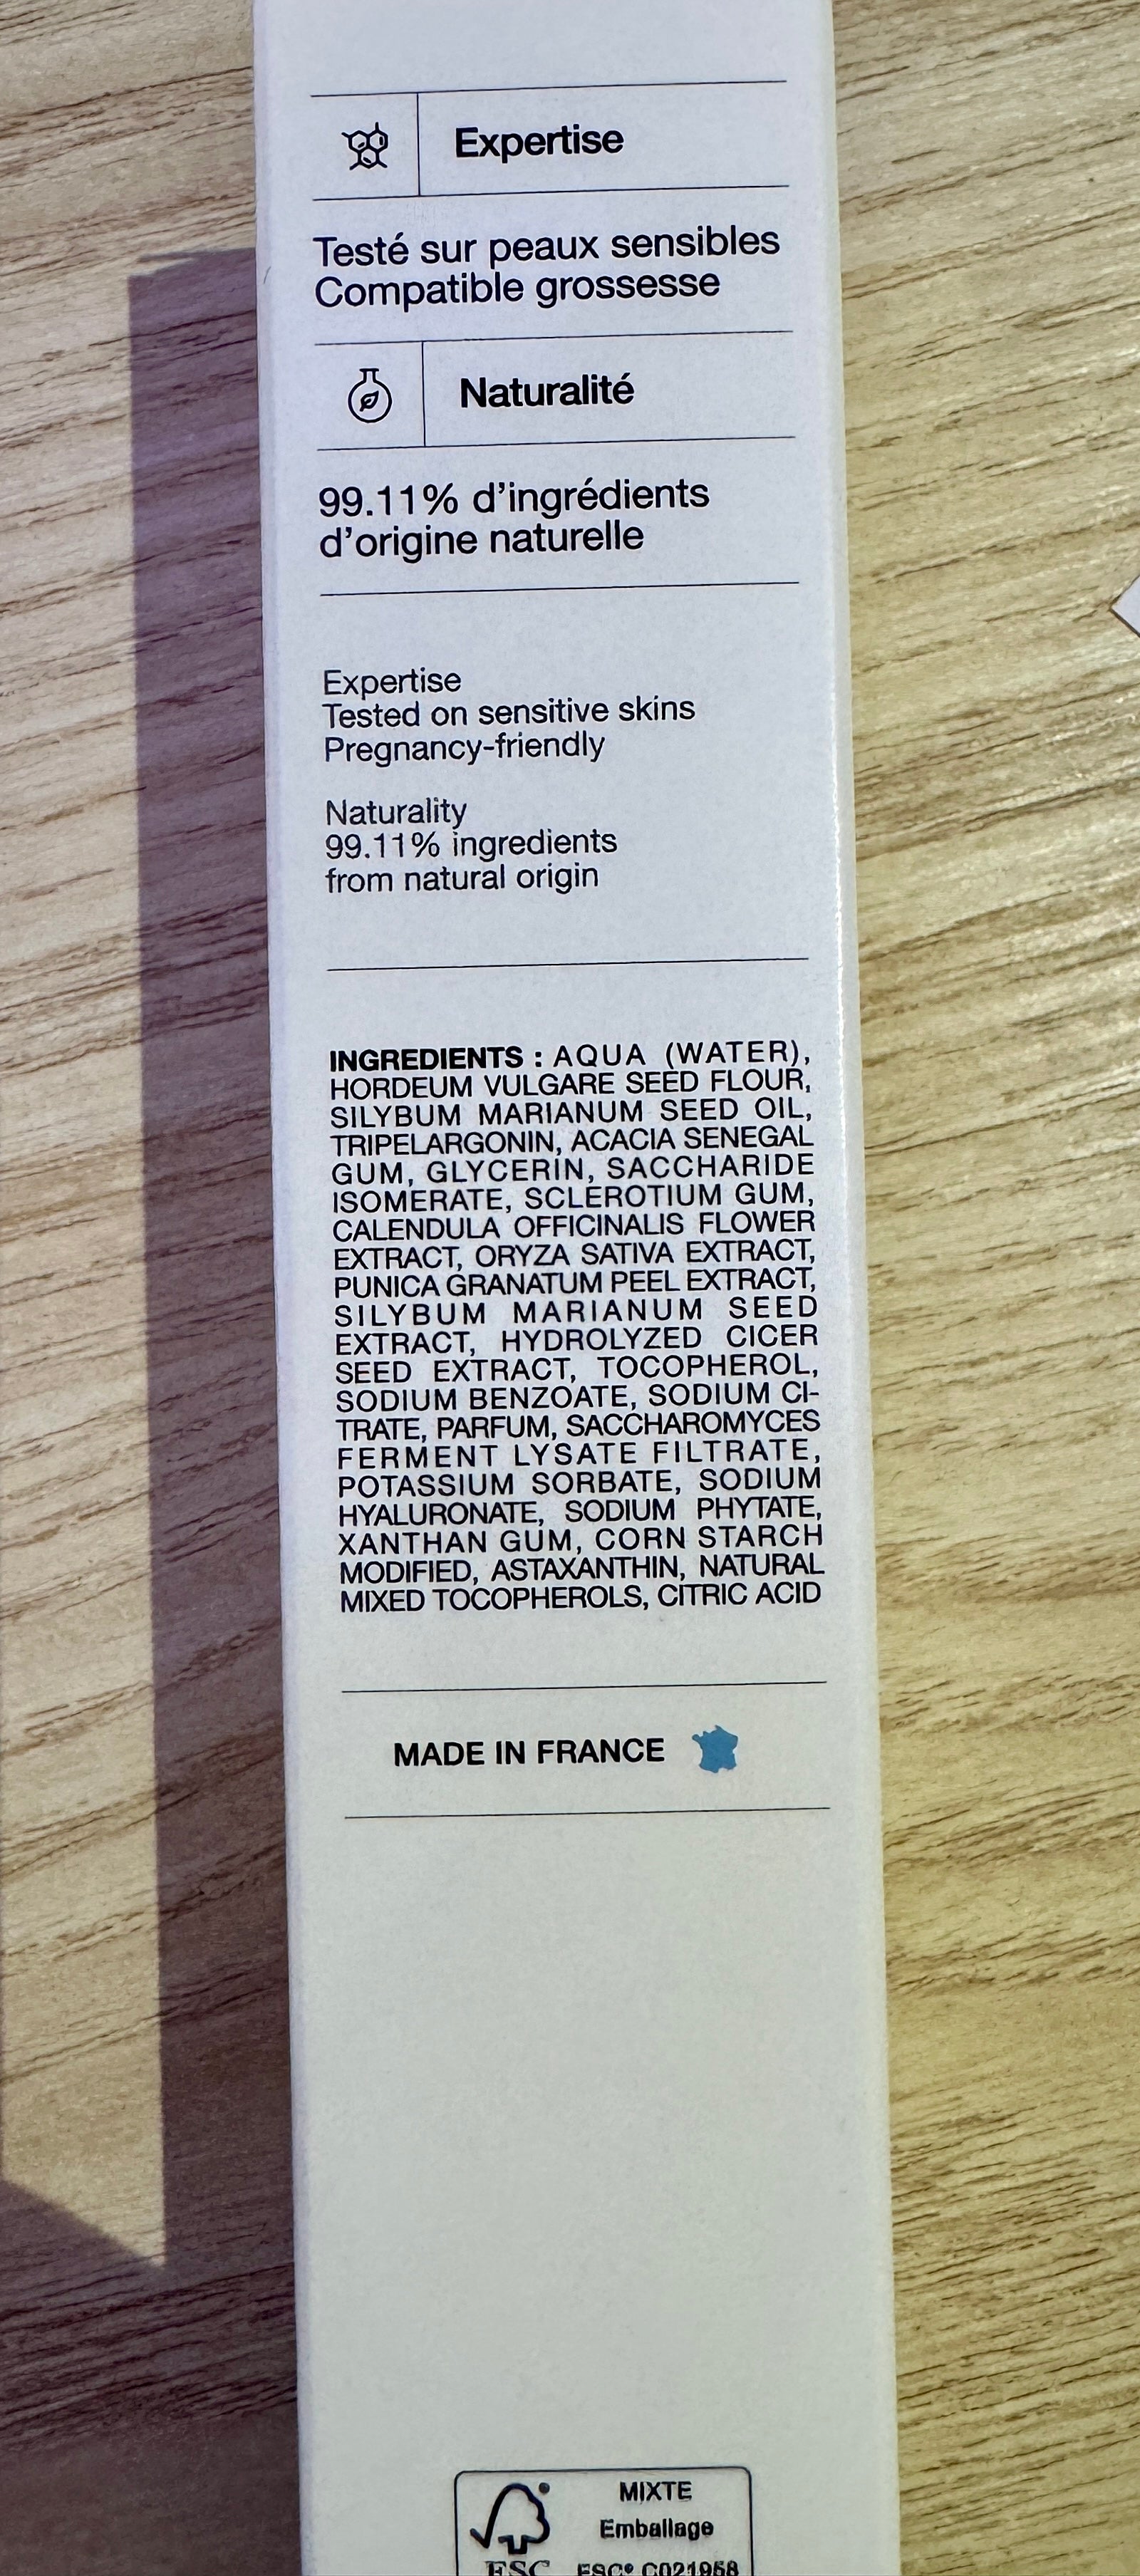 Expertise
Testé sur peaux sensibles
Compatible grossesse
Naturalité
99.11% d'ingrédients
d'origine naturelle
Expertise
Tested on sensitive skins
Pregnancy-friendly
Naturality
99.11% ingredients
from natural origin
INGREDIENTS : AQUA (WATER),
HORDEUM VULGARE SEED FLOUR,
SILYBUM MARIANUM SEED OIL,
TRIPELARGONIN, ACACIA SENEGAL
GUM, GLYCERIN, SACCHARIDE
ISOMERATE, SCLEROTIUM GUM,
CALENDULA OFFICINALIS FLOWER
EXTRACT, ORYZA SATIVA EXTRACT,
PUNICA GRANATUM PEEL EXTRACT,
SILYBUM MARIANUM SEED
EXTRACT, HYDROLYZED CICER
SEED EXTRACT, TOCOPHEROL,
SODIUM BENZOATE, SODIUM CI-
TRATE, PARFUM, SACCHAROMYCES
FERMENT LYSATE FILTRATE,
POTASSIUM SORBATE, SODIUM
HYALURONATE, SODIUM PHYTATE,
XANTHAN GUM, CORN STARCH
MODIFIED, ASTAXANTHIN, NATURAL
MIXED TOCOPHEROLS, CITRIC ACID
MADE IN FRANCE
MIXTE
Emballage
FSC FSC® C021958